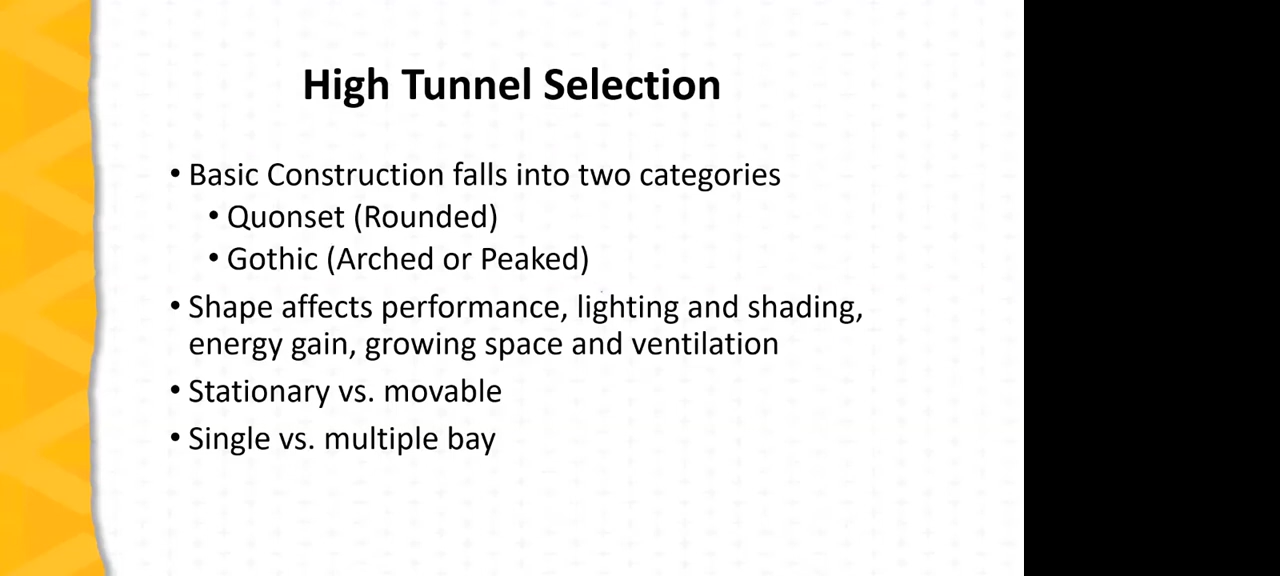 High Tunnel Selection
• Basic Construction falls into two categories
• Quonset (Rounded)
• Gothic (Arched or Peaked)
• Shape affects performance, lighting and shading,
energy gain, growing space and ventilation
• Stationary vs. movable
• Single vs. multiple bay